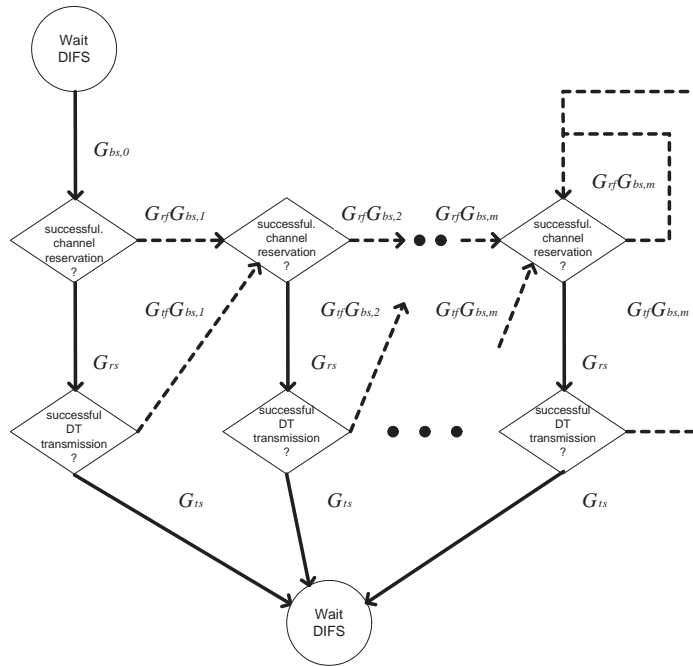 Wait
DIFS
Gbs,0
successful.
channel
reservation
?
GrfGbs,1
successful.
channel
reservation
?
GrfGbs,2
GrfGbs,m
successful.
channel
reservation
?
GrfGbs,m
GtfGbs,1
GtfGbs,2
GtfGbs,m
GtfGbs,m
Grs
Grs
Grs
successful
DT
transmission
?
successful
DT
transmission
?
successful
DT
transmission
?
Gts
Gts
Gts
Wait
DIFS